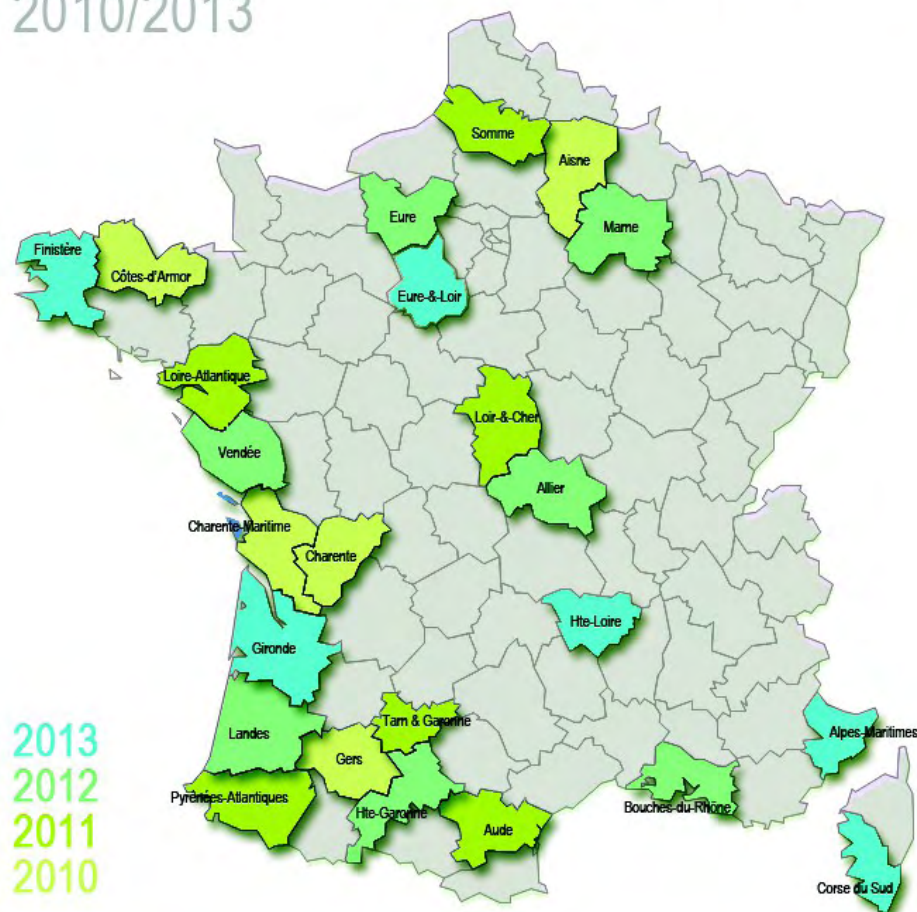 2010/2013
Somme
Aisne
Eure
Marne
Finistère
Côtes-d'Armor
Eure-&-Loir
Loire-Atlantique
Loir-&-Cher
Vendée
Allier
Charente-Maritime
Charente
Hte-Loire
Gironde
Tarn & Garonne
Landes
Alpes-Maritimes
Gers
Pyrénées-Atlantiques
Bouches-du-Rhône
Hte-Garonne
Aude
Corse du Sud
2013
2012
2011
2010